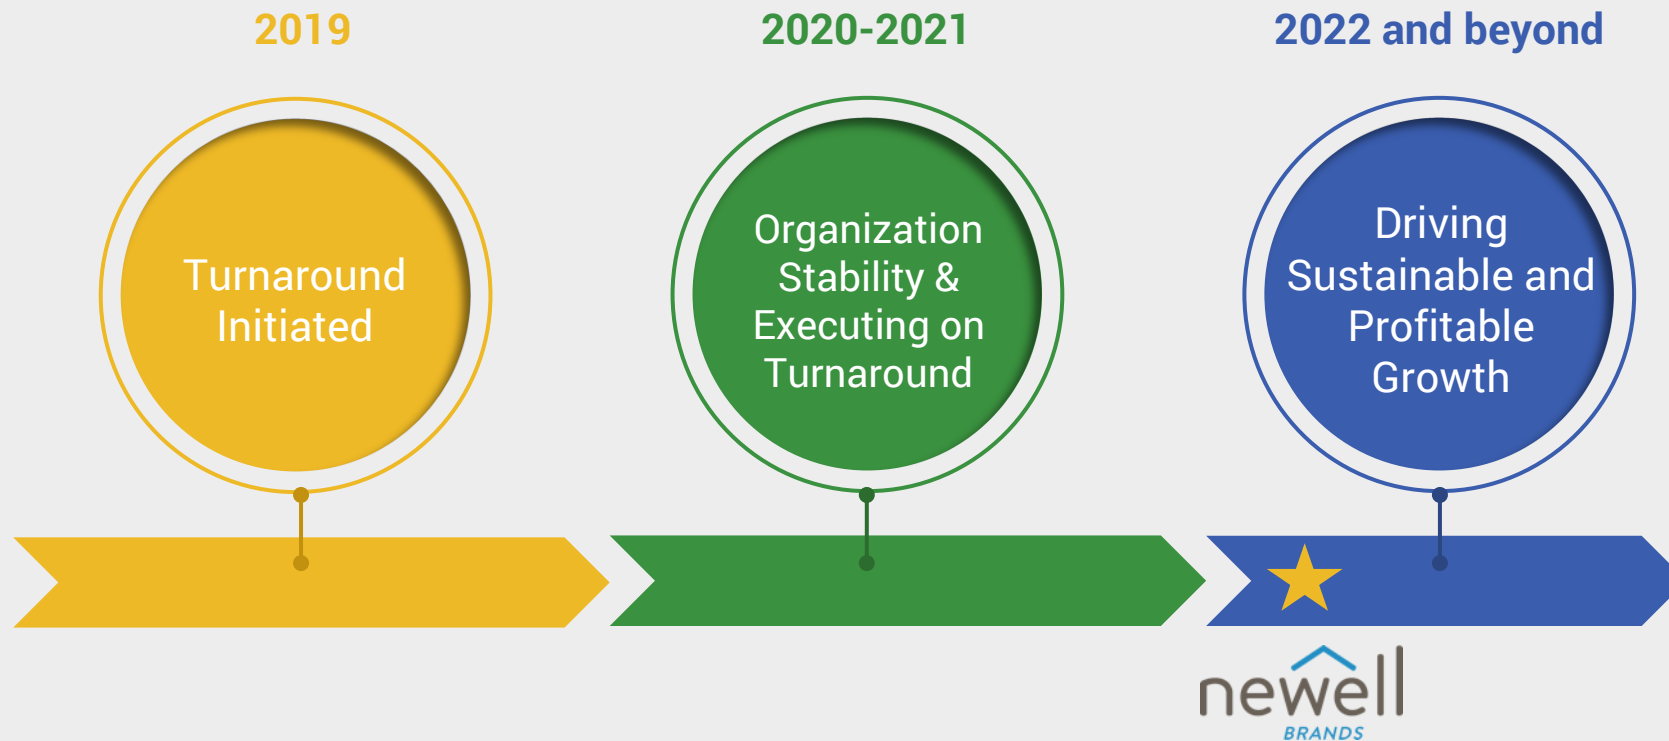 2019
2020-2021
2022 and beyond
Turnaround
Initiated
Organization
Stability &
Executing on
Turnaround
Driving
Sustainable and
Profitable
Growth
newell
BRANDS